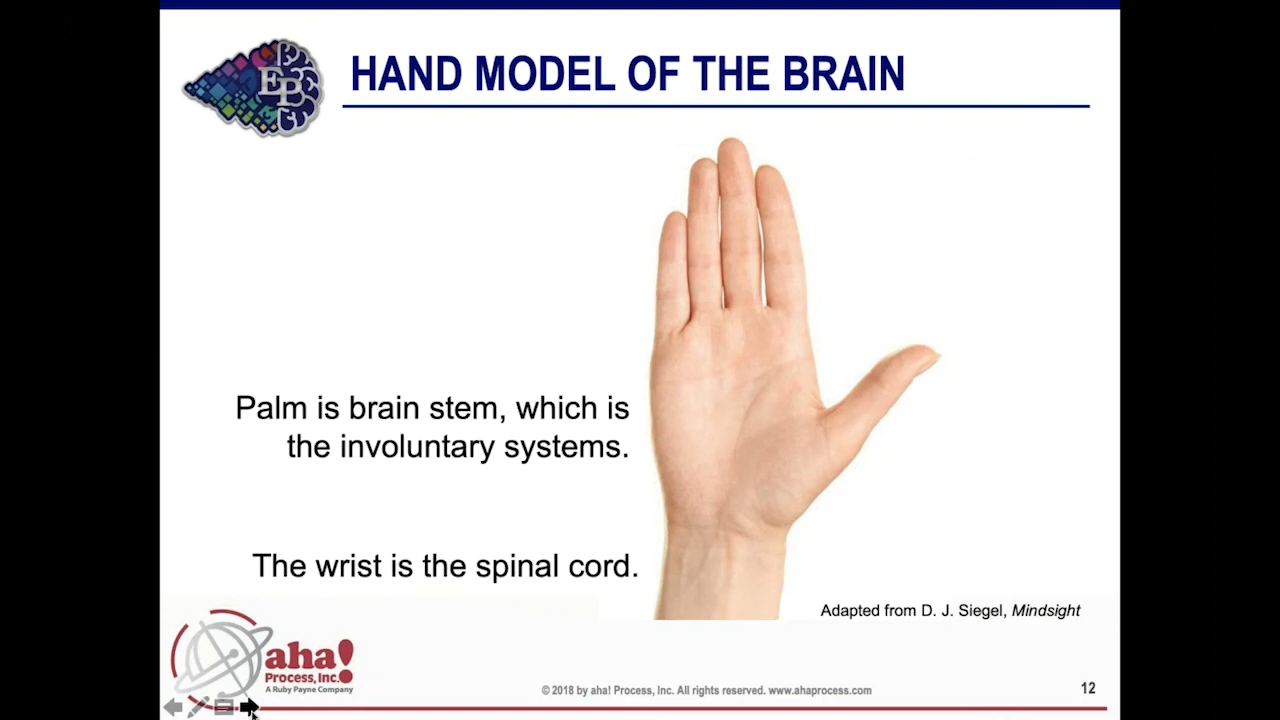 EP
HAND MODEL OF THE BRAIN
Palm is brain stem, which is
the involuntary systems.
The wrist is the spinal cord.
Adapted from D. J. Siegel, Mindsight
aha!
Process, Inc.
A Ruby Payne Company
© 2018 by aha! Process, Inc. All rights reserved. www.ahaprocess.com
12